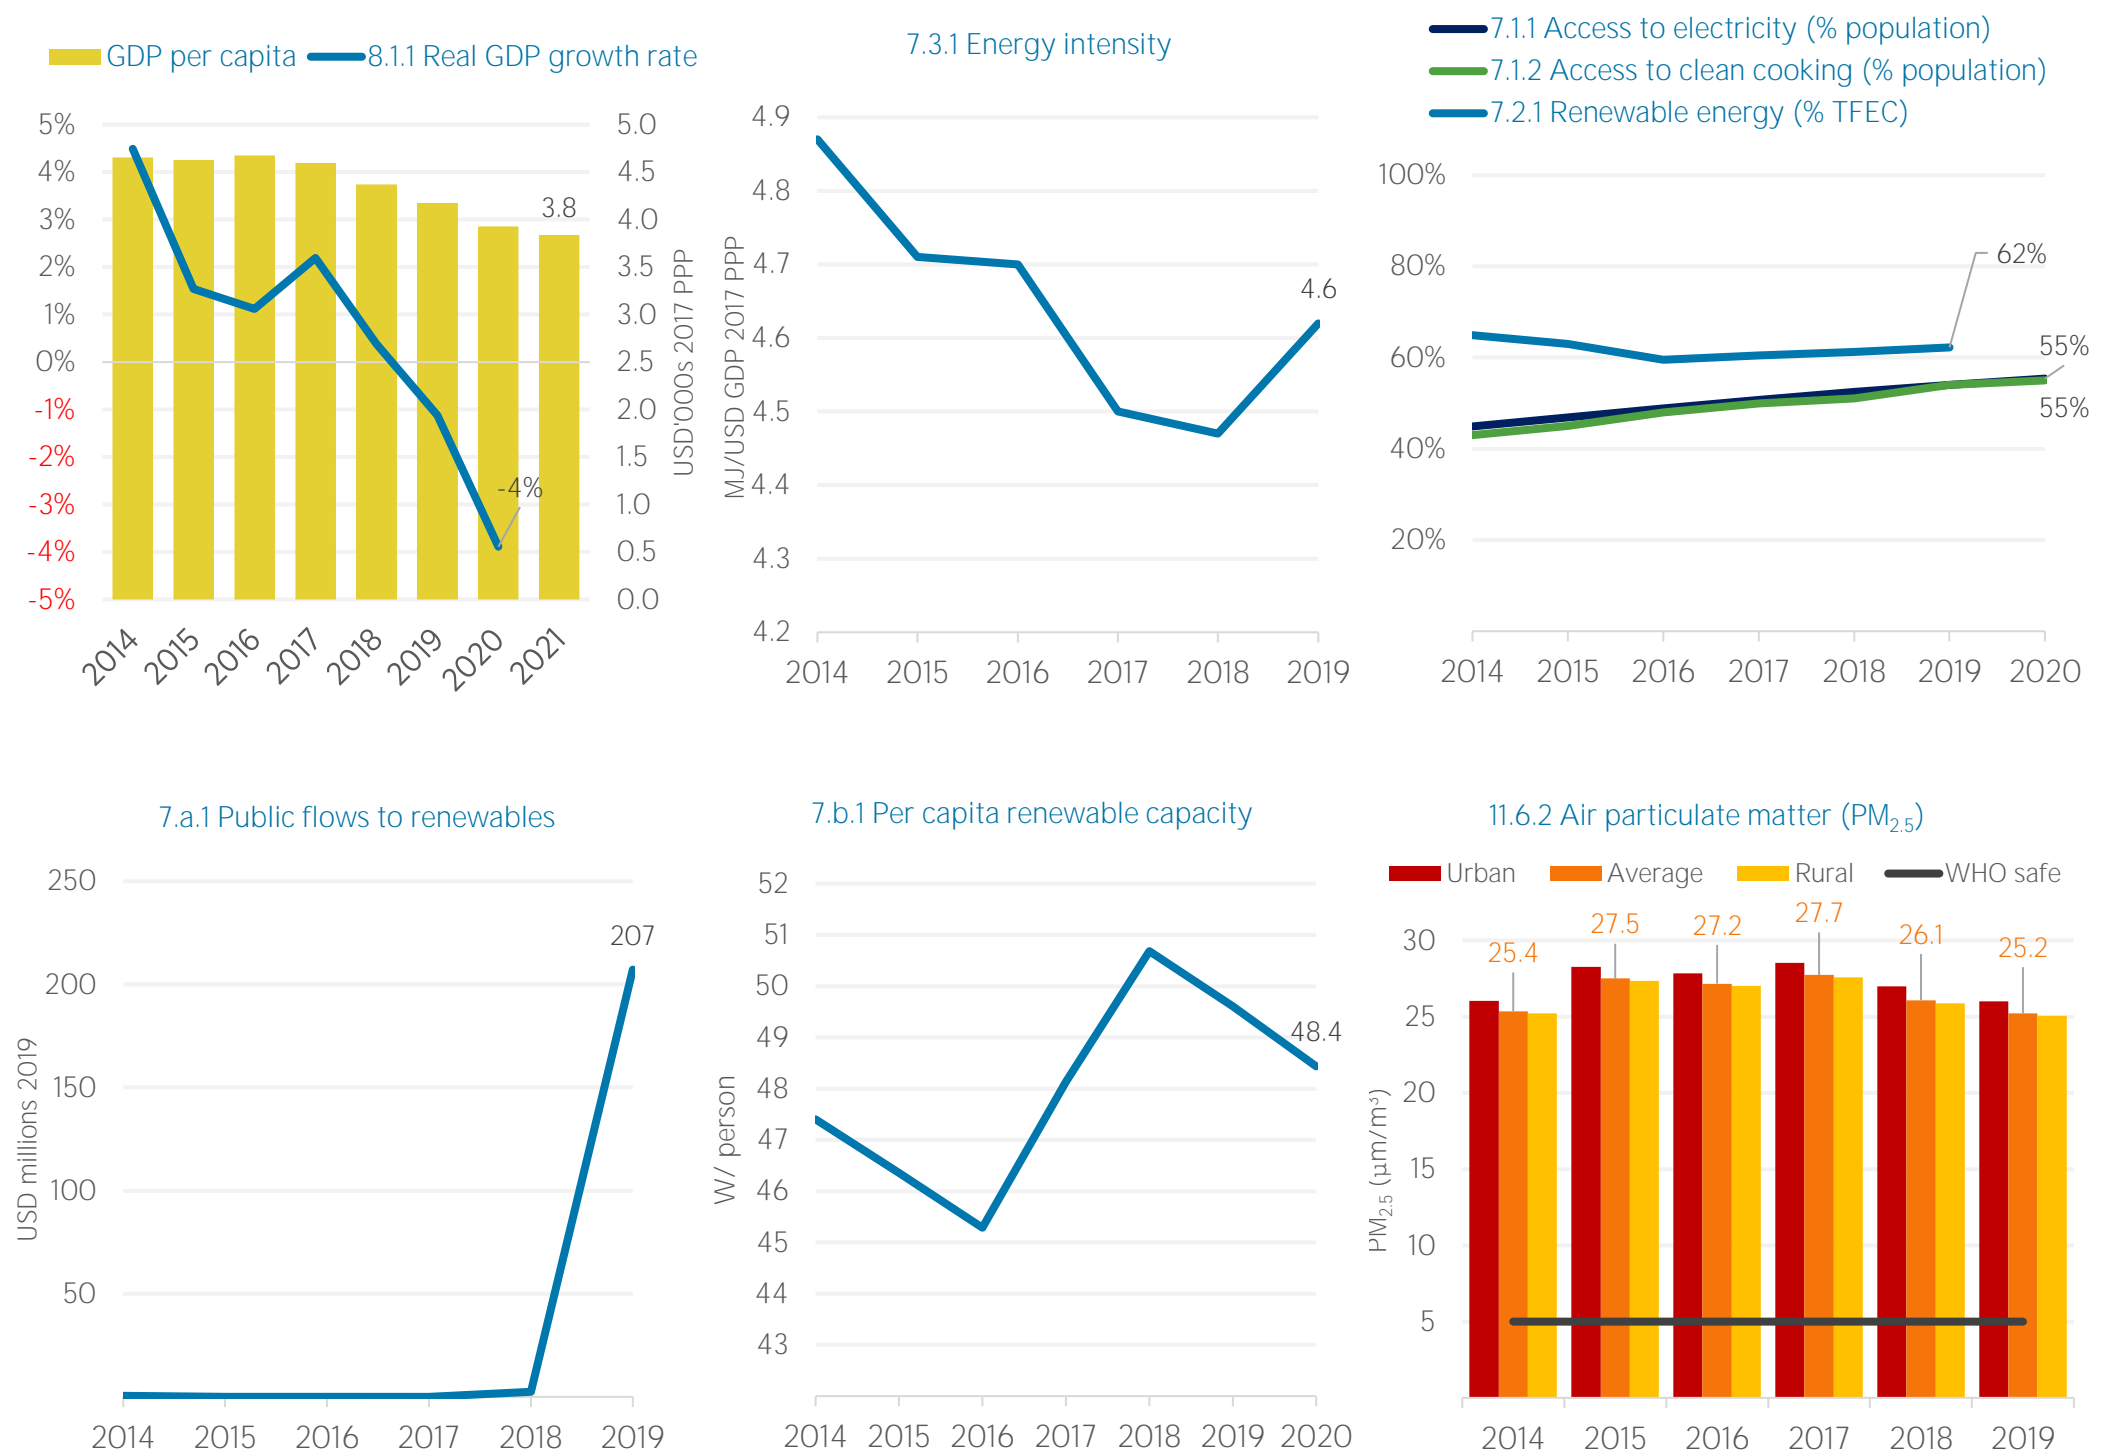 GDP per capita 8.1.1 Real GDP growth rate
5% 5.0
4% 4.5
3% 4.0
2% 3.5
1% 3.0
0% 2.5
-1% 2.0
-2% 1.5
-3% 1.0
-4% 0.5
-5% 0.0
3.8
-4%
USD'000s 2017 PPP
2014 2015 2016 2017 2018 2019 2020 2021
7.3.1 Energy intensity
4.9
4.8
4.7
4.6
4.5
4.4
4.3
4.2
4.6
MJ/USD GDP 2017 PPP
2014 2015 2016 2017 2018 2019
7.1.1 Access to electricity (% population)
7.1.2 Access to clean cooking (% population)
7.2.1 Renewable energy (% TFEC)
100%
80%
60%
40%
20%
62%
55%
55%
2014 2015 2016 2017 2018 2019 2020
7.a.1 Public flows to renewables
250
200
150
100
50
207
USD millions 2019
2014 2015 2016 2017 2018 2019
7.b.1 Per capita renewable capacity
52
51
50
49
48
47
46
45
44
43
48.4
W/ person
2014 2015 2016 2017 2018 2019 2020
11.6.2 Air particulate matter (PM2.5)
Urban Average Rural WHO safe
25.4 27.5 27.2 27.7 26.1 25.2
30
25
20
15
10
5
PM2.5 (µm/m³)
2014 2015 2016 2017 2018 2019